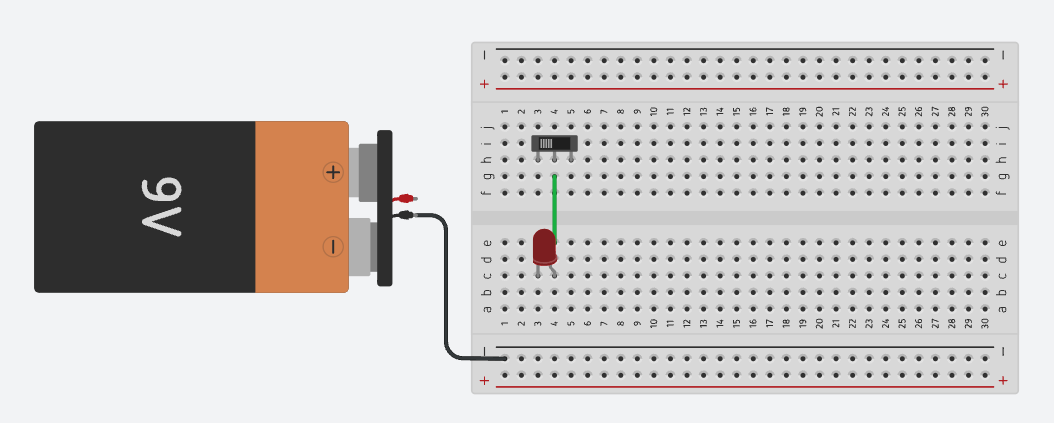 9V
+
−
− −
+ +
1 2 3 4 5 6 7 8 9 10 11 12 13 14 15 16 17 18 19 20 21 22 23 24 25 26 27 28 29 30
j j
i i
h h
g g
f f
e e
d d
c c
b b
a a
1 2 3 4 5 6 7 8 9 10 11 12 13 14 15 16 17 18 19 20 21 22 23 24 25 26 27 28 29 30
− −
+ +